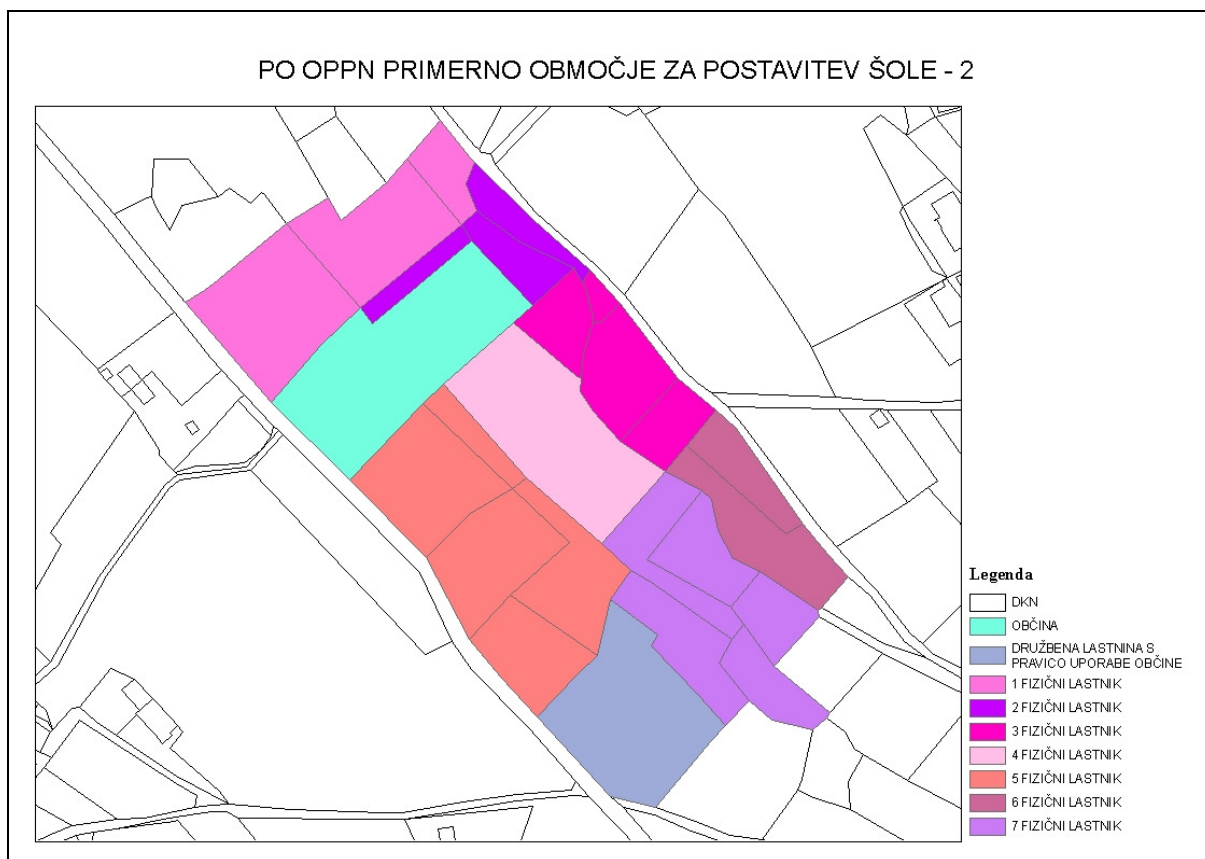 PO OPPN PRIMERNO OBMOČJE ZA POSTAVITEV ŠOLE - 2
Legenda
DKN
OBČINA
DRUŽBENA LASTNINA S
PRAVICO UPORABE OBČINE
1 FIZIČNI LASTNIK
2 FIZIČNI LASTNIK
3 FIZIČNI LASTNIK
4 FIZIČNI LASTNIK
5 FIZIČNI LASTNIK
6 FIZIČNI LASTNIK
7 FIZIČNI LASTNIK